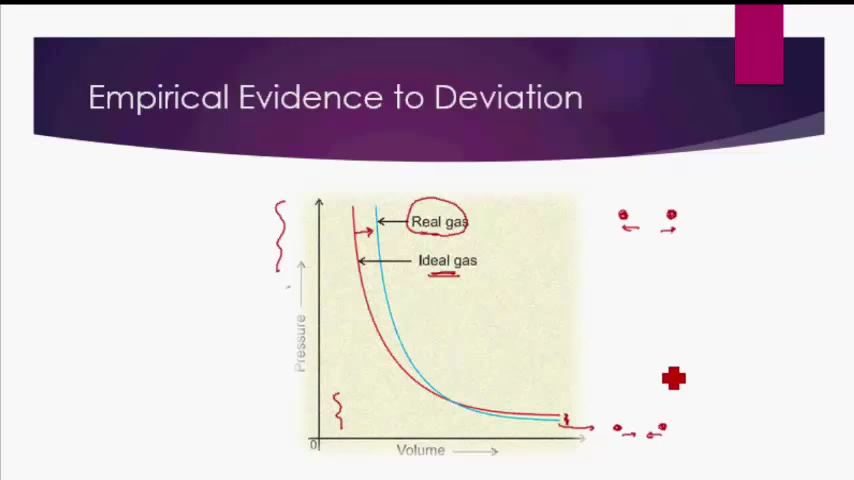 Empirical Evidence to Deviation
Real gas
Ideal gas
Pressure
0
Volume